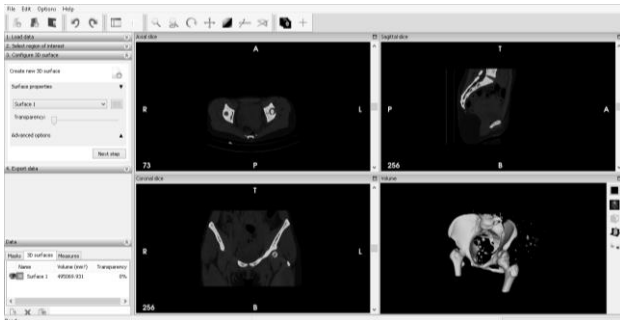 File Edit Options Help
1. Load data
2. Select region of interest
3. Configure 3D surface
Create new 3D surface
Surface properties
Surface 1
Transparency:
Advanced options
Next step
4. Export data
Data
Masks 3D surfaces Measures
Name Volume (mm³) Transparency
Surface 1 0%
Axial slice
A
R L
73 P
Sagittal slice
T
P A
256 B
Coronal slice
T
R L
256 B
Volume